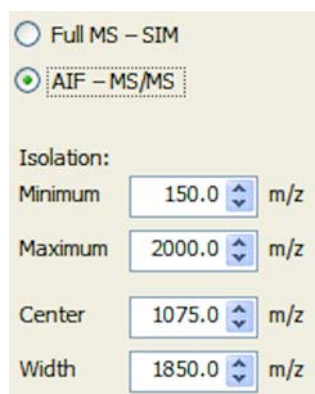 Full MS – SIM
AIF – MS/MS
Isolation:
Minimum 150.0 m/z
Maximum 2000.0 m/z
Center 1075.0 m/z
Width 1850.0 m/z